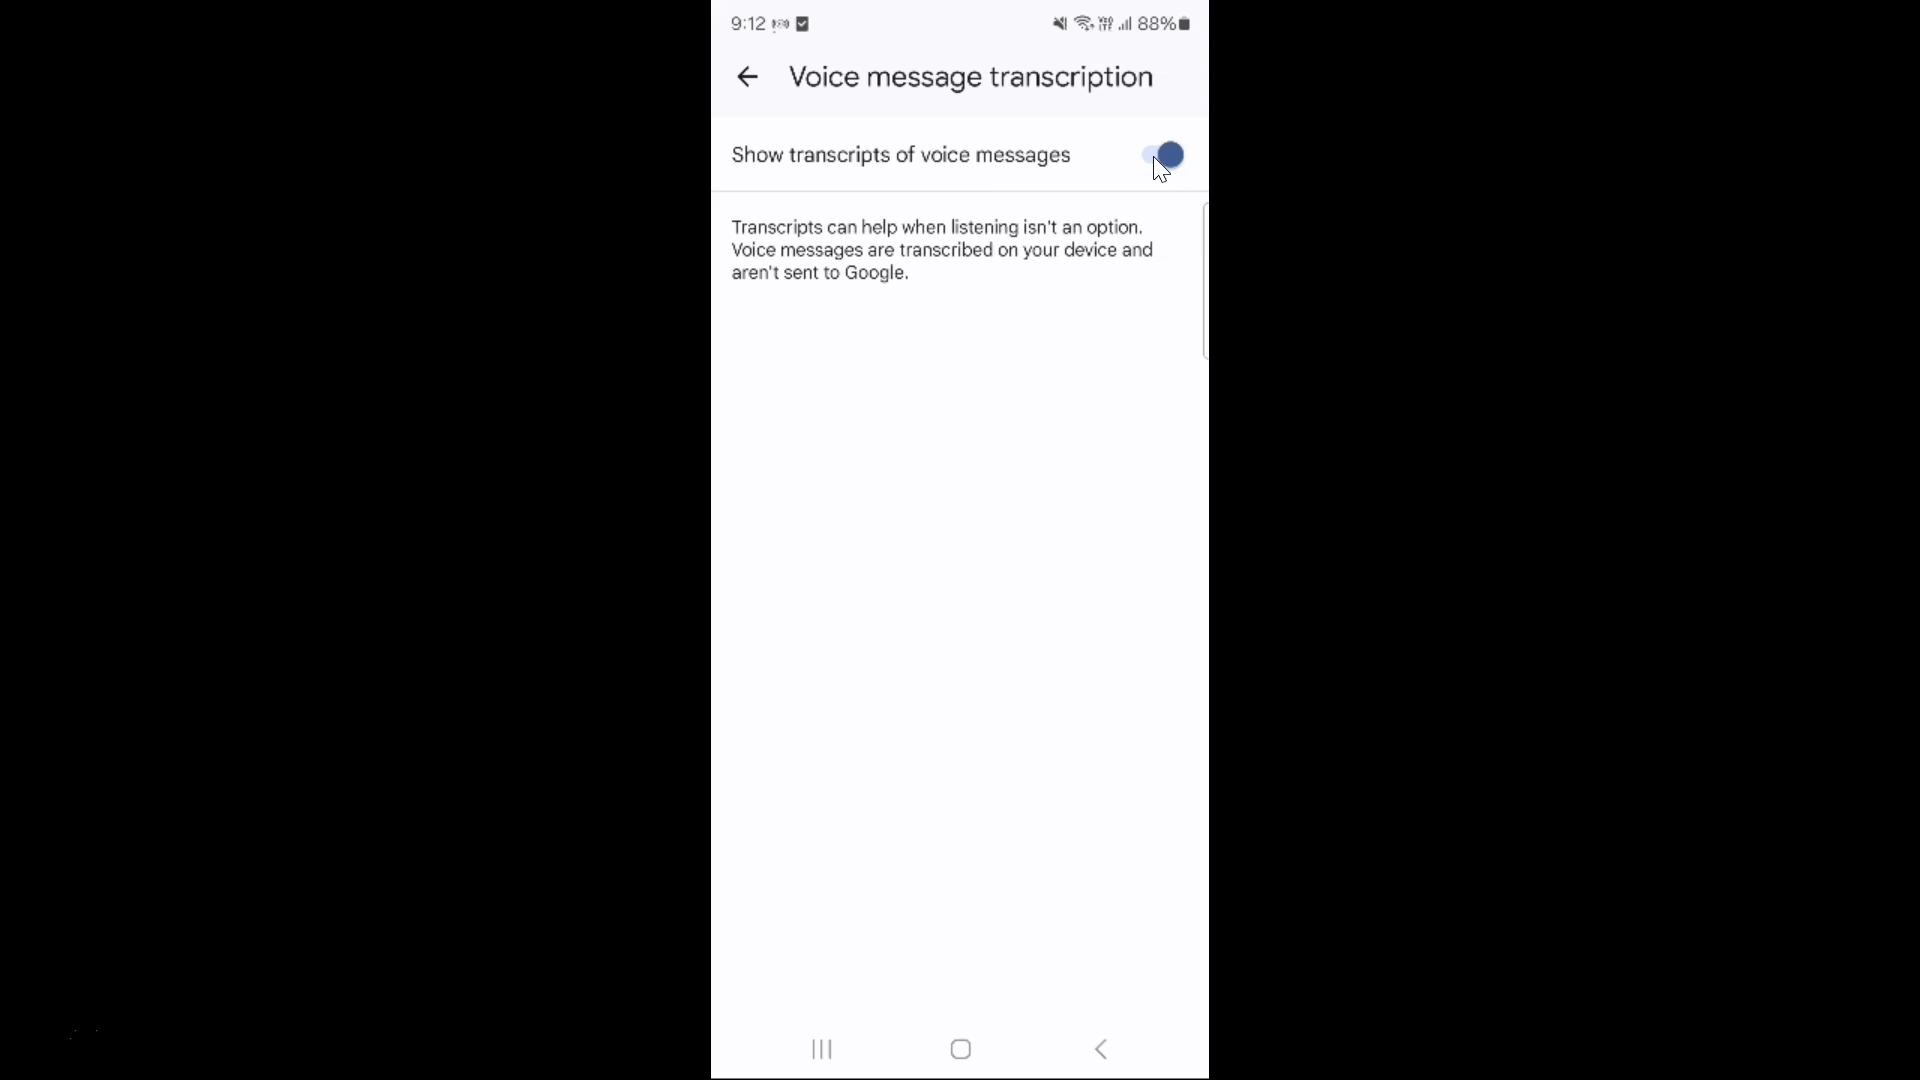 9:12 88%
Voice message transcription
Show transcripts of voice messages
Transcripts can help when listening isn't an option.
Voice messages are transcribed on your device and
aren't sent to Google.